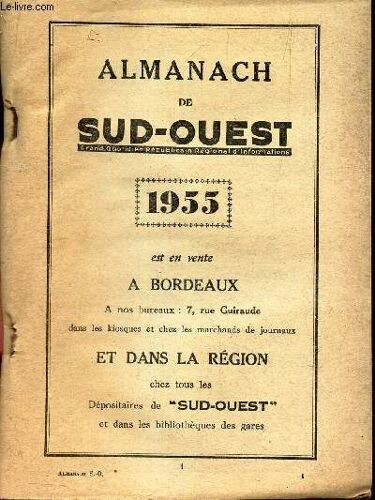 le-livre.com
ALMANACH
DE
SUD-OUEST
Grand Quotidien Républicain Régional d'Informations
1955
est en vente
A BORDEAUX
A nos bureaux : 7, rue Guiraude
dans les kiosques et chez les marchands de journaux
ET DANS LA RÉGION
chez tous les
Dépositaires de "SUD-OUEST"
et dans les bibliothèques des gares
1
ALMANACH S.-O. 1